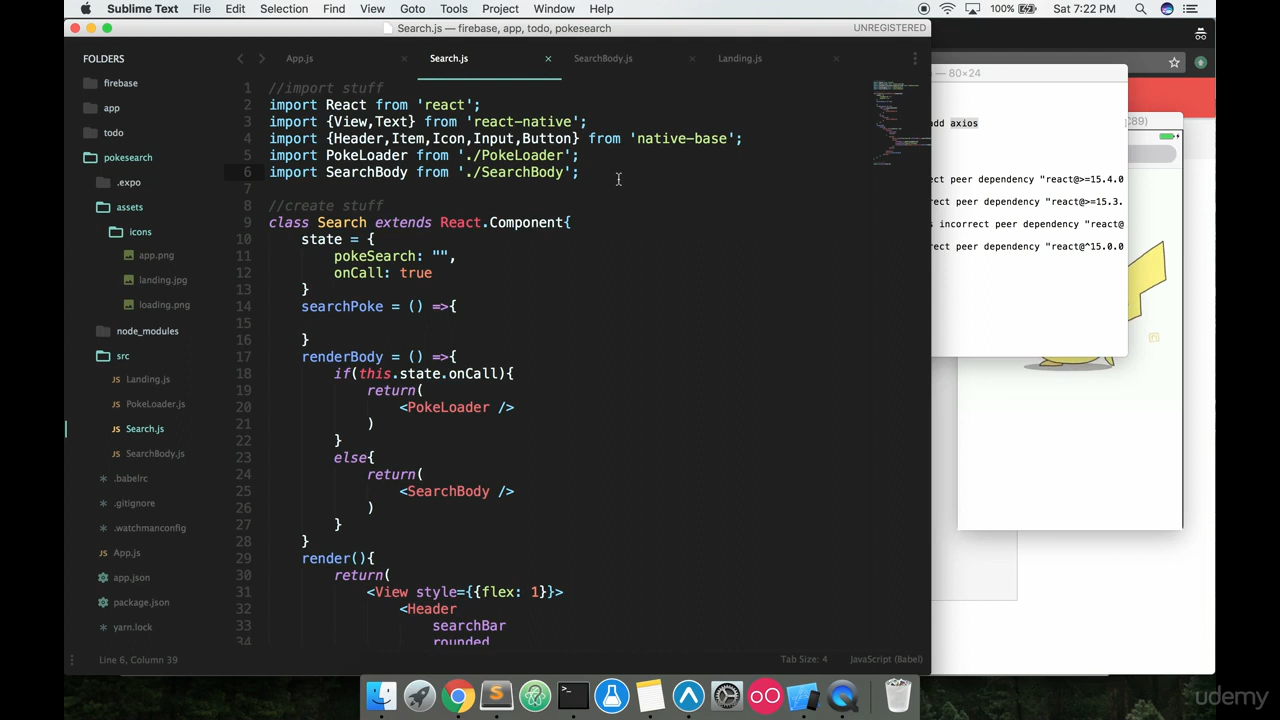 Sublime Text File Edit Selection Find View Goto Tools Project Window Help 100% Sat 7:22 PM
Search.js — firebase, app, todo, pokesearch UNREGISTERED
FOLDERS
firebase
app
todo
pokesearch
.expo
assets
icons
app.png
landing.jpg
loading.png
node_modules
src
Landing.js
PokeLoader.js
Search.js
SearchBody.js
.babelrc
.gitignore
.watchmanconfig
App.js
app.json
package.json
yarn.lock
App.js Search.js SearchBody.js Landing.js
1 //import stuff
2 import React from 'react';
3 import {View,Text} from 'react-native';
4 import {Header,Item,Icon,Input,Button} from 'native-base';
5 import PokeLoader from './PokeLoader';
6 import SearchBody from './SearchBody';
7
8 //create stuff
9 class Search extends React.Component{
10 state = {
11 pokeSearch: "",
12 onCall: true
13 }
14 searchPoke = () =>{
15
16 }
17 renderBody = () =>{
18 if(this.state.onCall){
19 return(
20 <PokeLoader />
21 )
22 }
23 else{
24 return(
25 <SearchBody />
26 )
27 }
28 }
29 render(){
30 return(
31 <View style={{flex: 1}}>
32 <Header
33 searchBar
34 rounded
Line 6, Column 39 Tab Size: 4 JavaScript (Babel)
— 80×24
dd axios
rect peer dependency "react@>=15.4.0
rect peer dependency "react@>=15.3.
s incorrect peer dependency "react@
rect peer dependency "react@^15.0.0
C89)
udemy